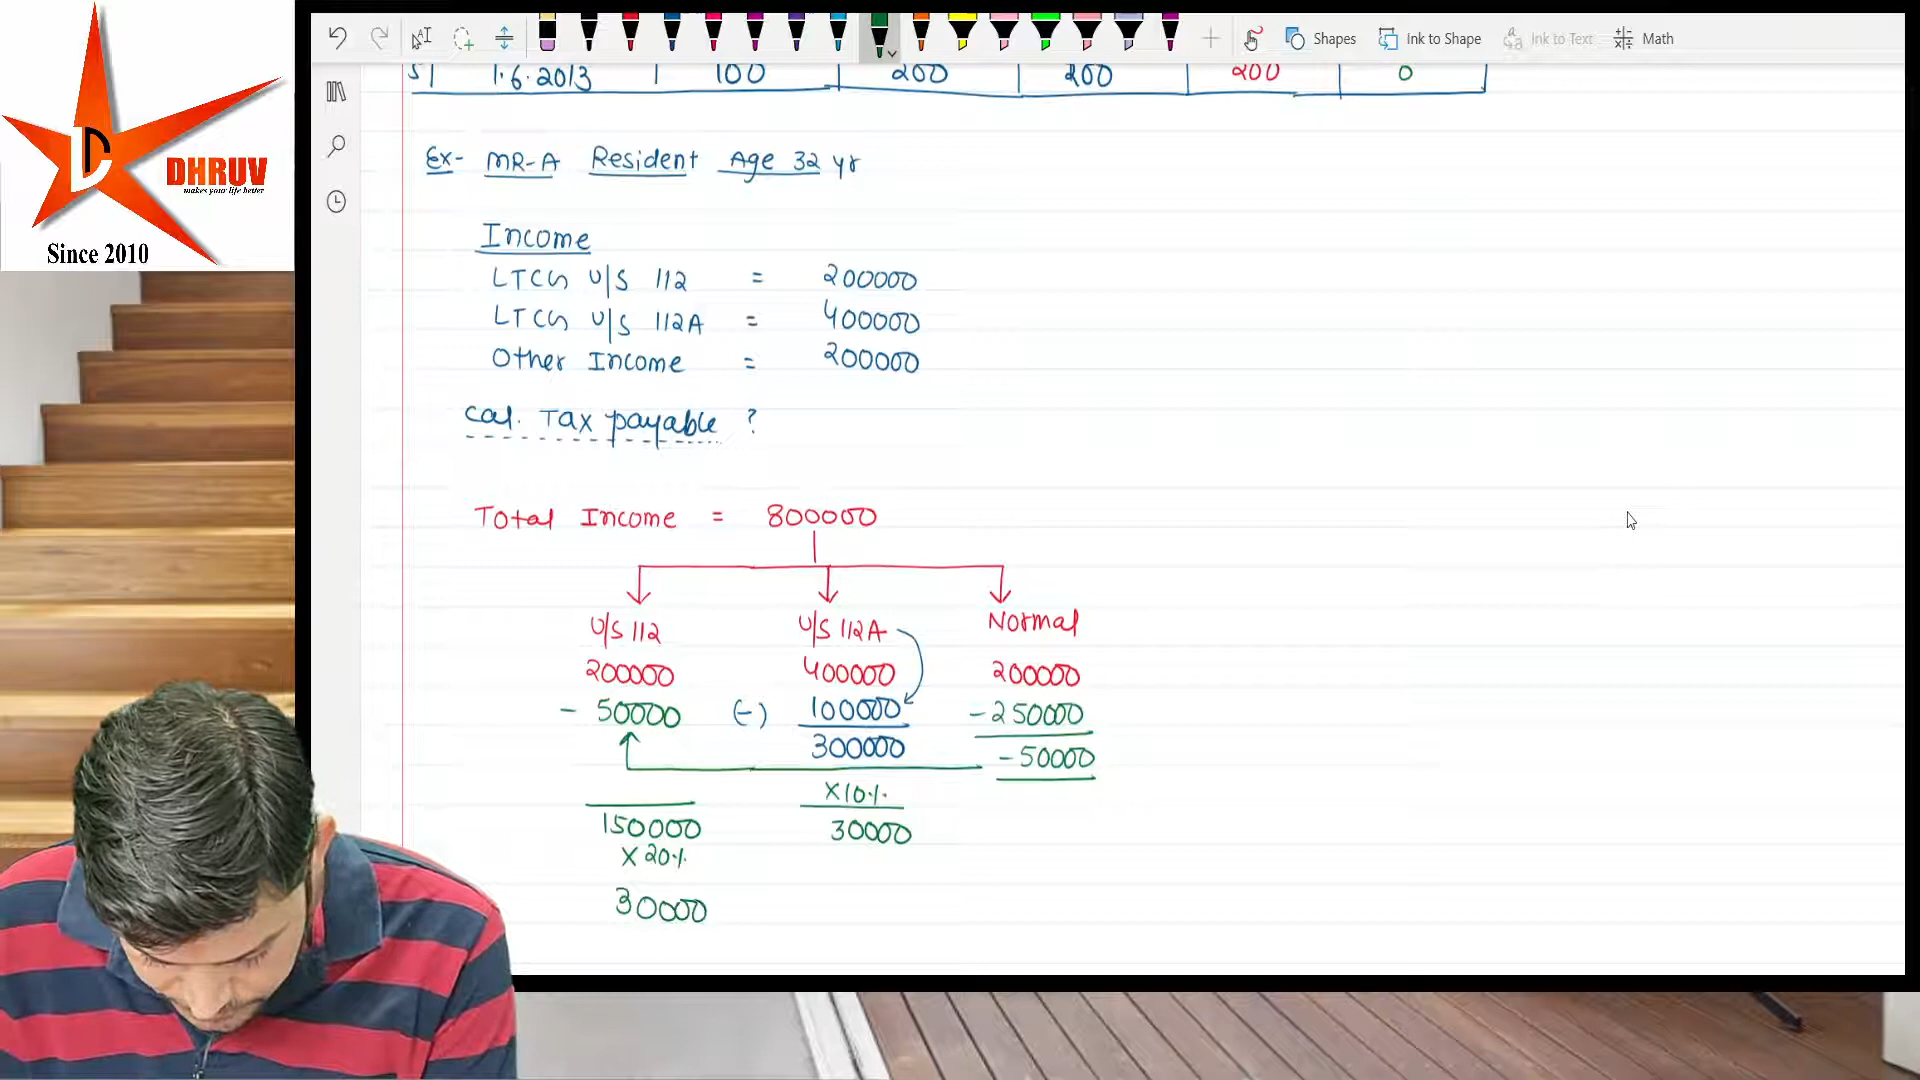 Shapes Ink to Shape Ink to Text Math
5| 1.6.2013 | 100 | 200 | 200 | 200 | 0
DC
DHRUV
makes your life better
Since 2010
Ex- MR-A Resident Age 32 yr
Income
LTCG U/S 112 = 200000
LTCG U/S 112A = 400000
Other Income = 200000
Cal. Tax payable ?
Total Income = 800000
U/S 112 U/S 112A Normal
200000 400000 200000
- 50000 (-) 100000 -250000
300000 -50000
x10%
150000 30000
x20%
30000